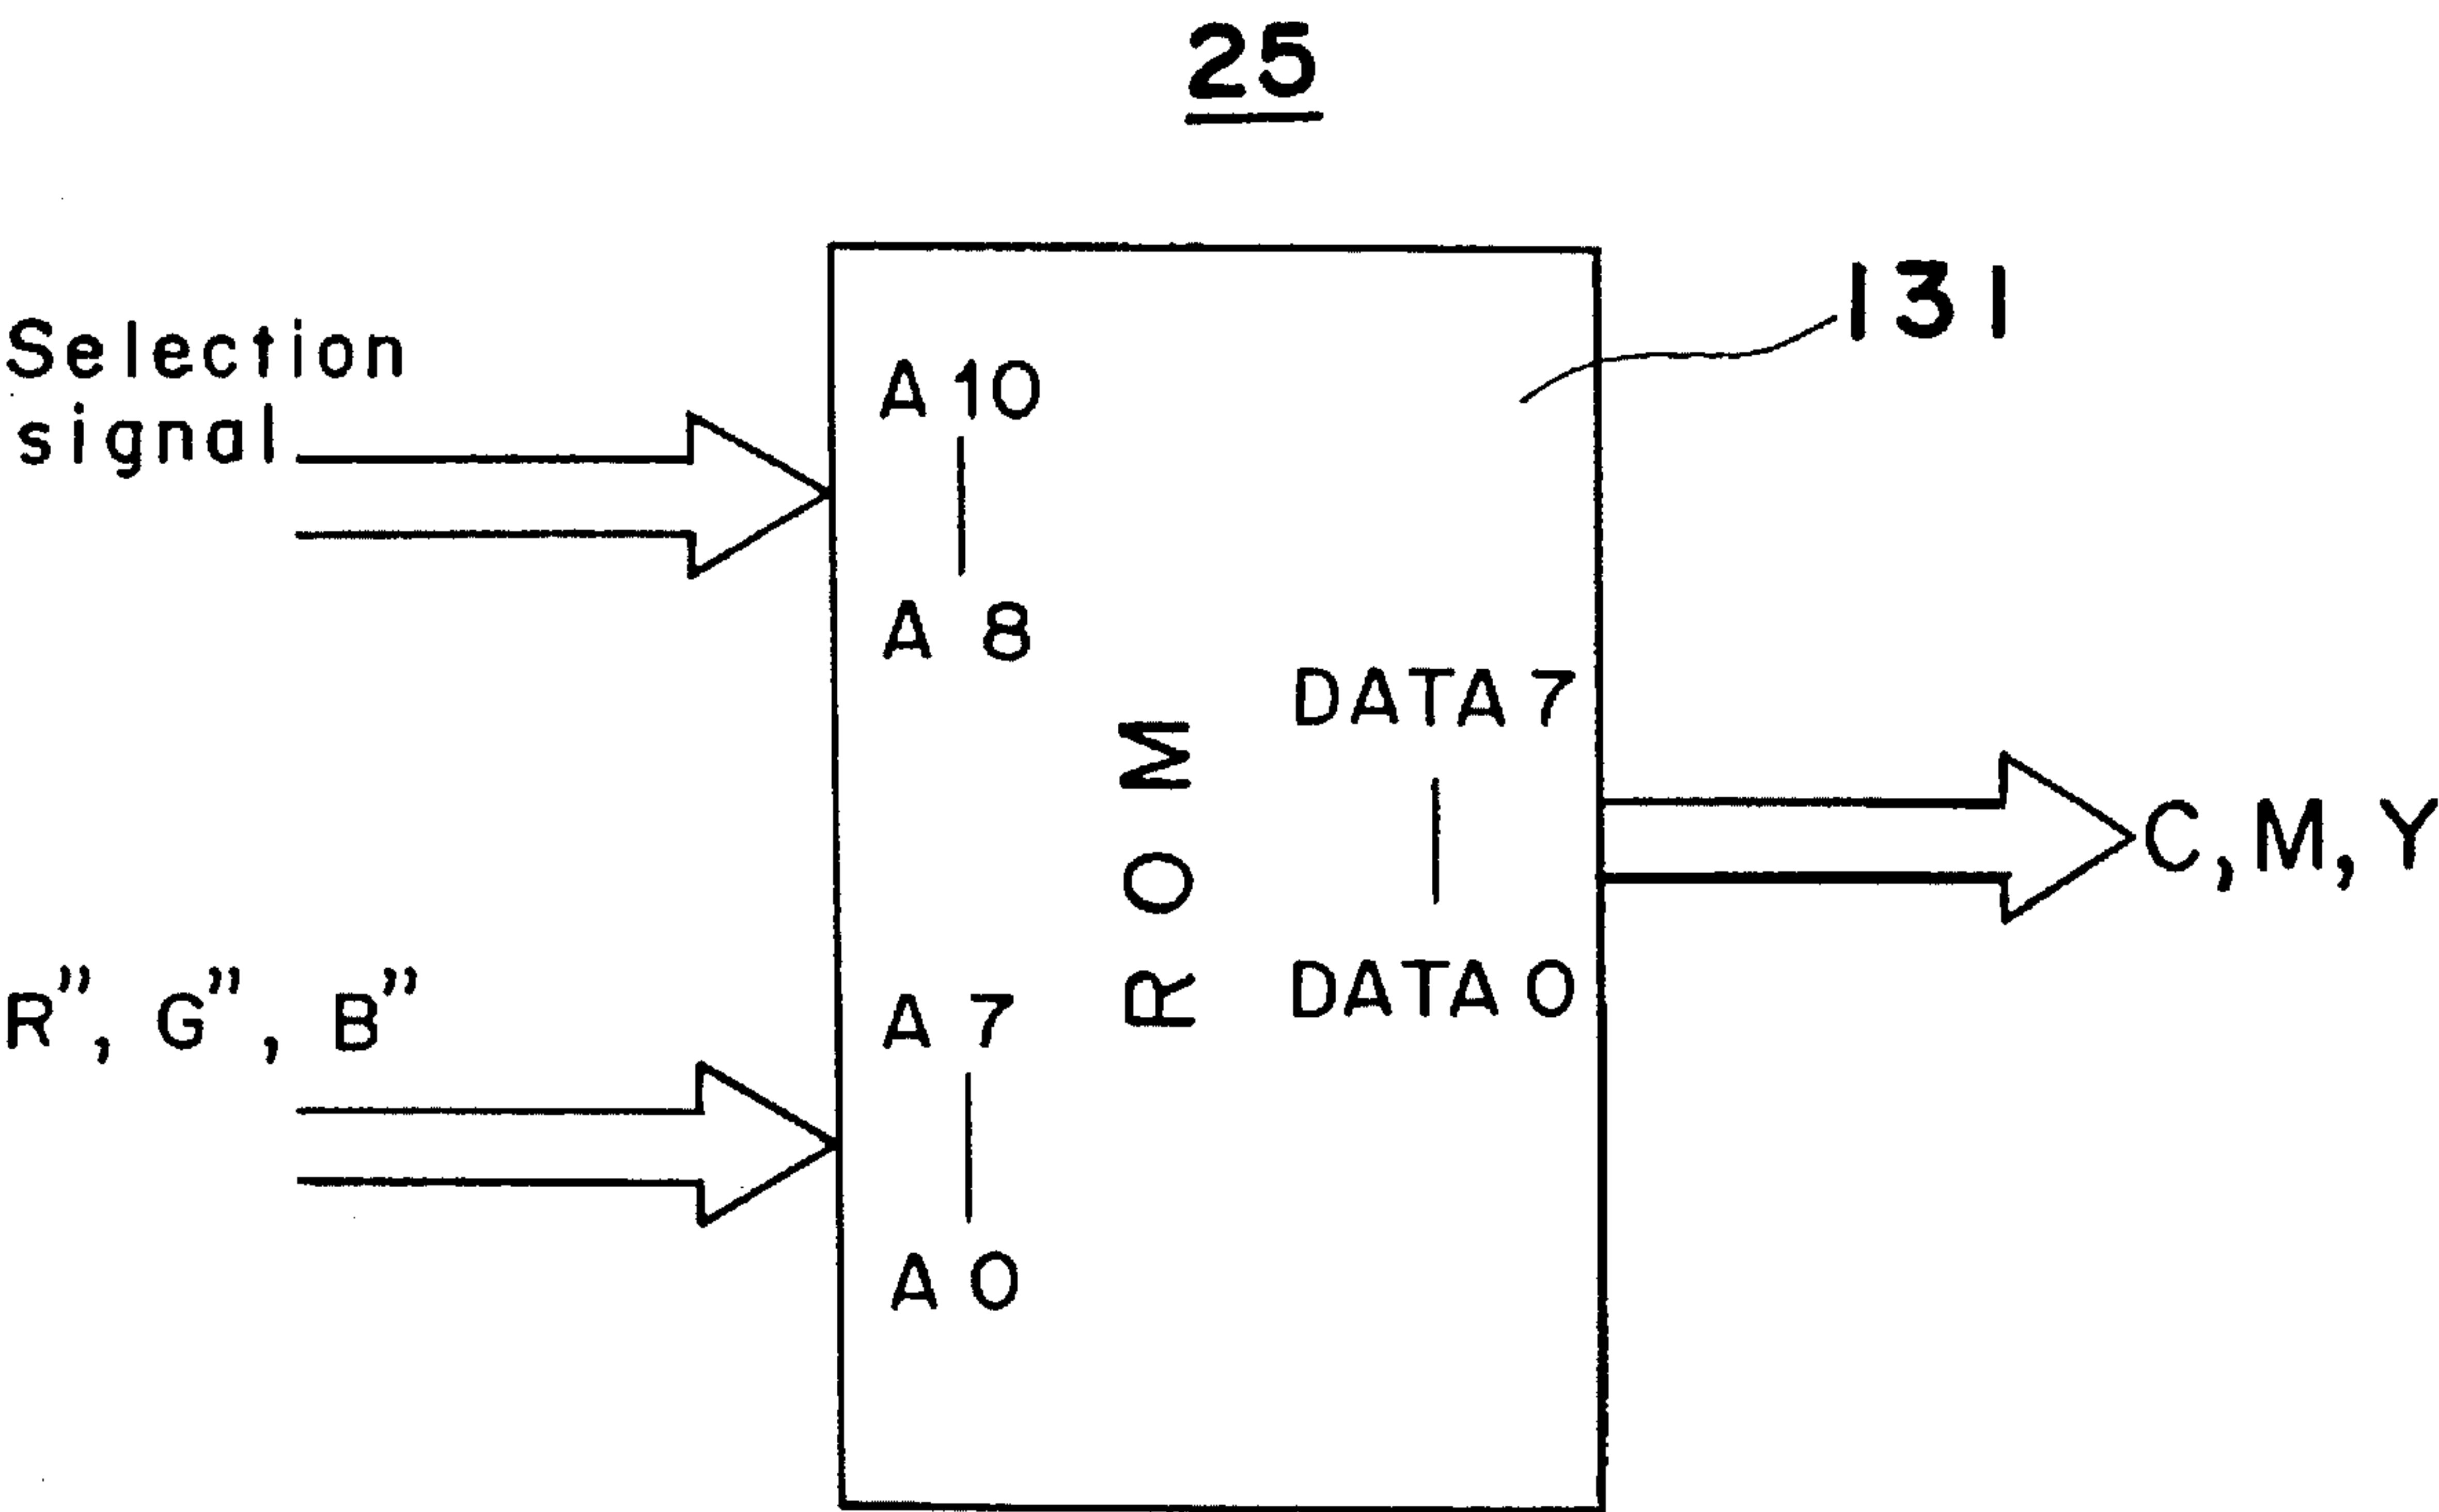 25
131
Selection
signal
A 10
A 8
DATA 7
ROM
C, M, Y
R", G", B"
A 7
DATA 0
A 0